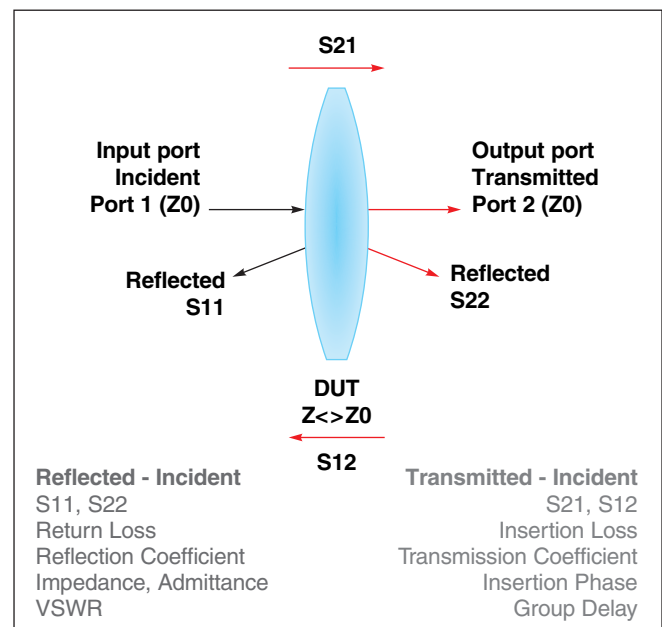 S21
Input port
Incident
Port 1 (Z0)
Output port
Transmitted
Port 2 (Z0)
Reflected
S11
Reflected
S22
DUT
Z<>Z0
S12
Reflected - Incident
S11, S22
Return Loss
Reflection Coefficient
Impedance, Admittance
VSWR
Transmitted - Incident
S21, S12
Insertion Loss
Transmission Coefficient
Insertion Phase
Group Delay